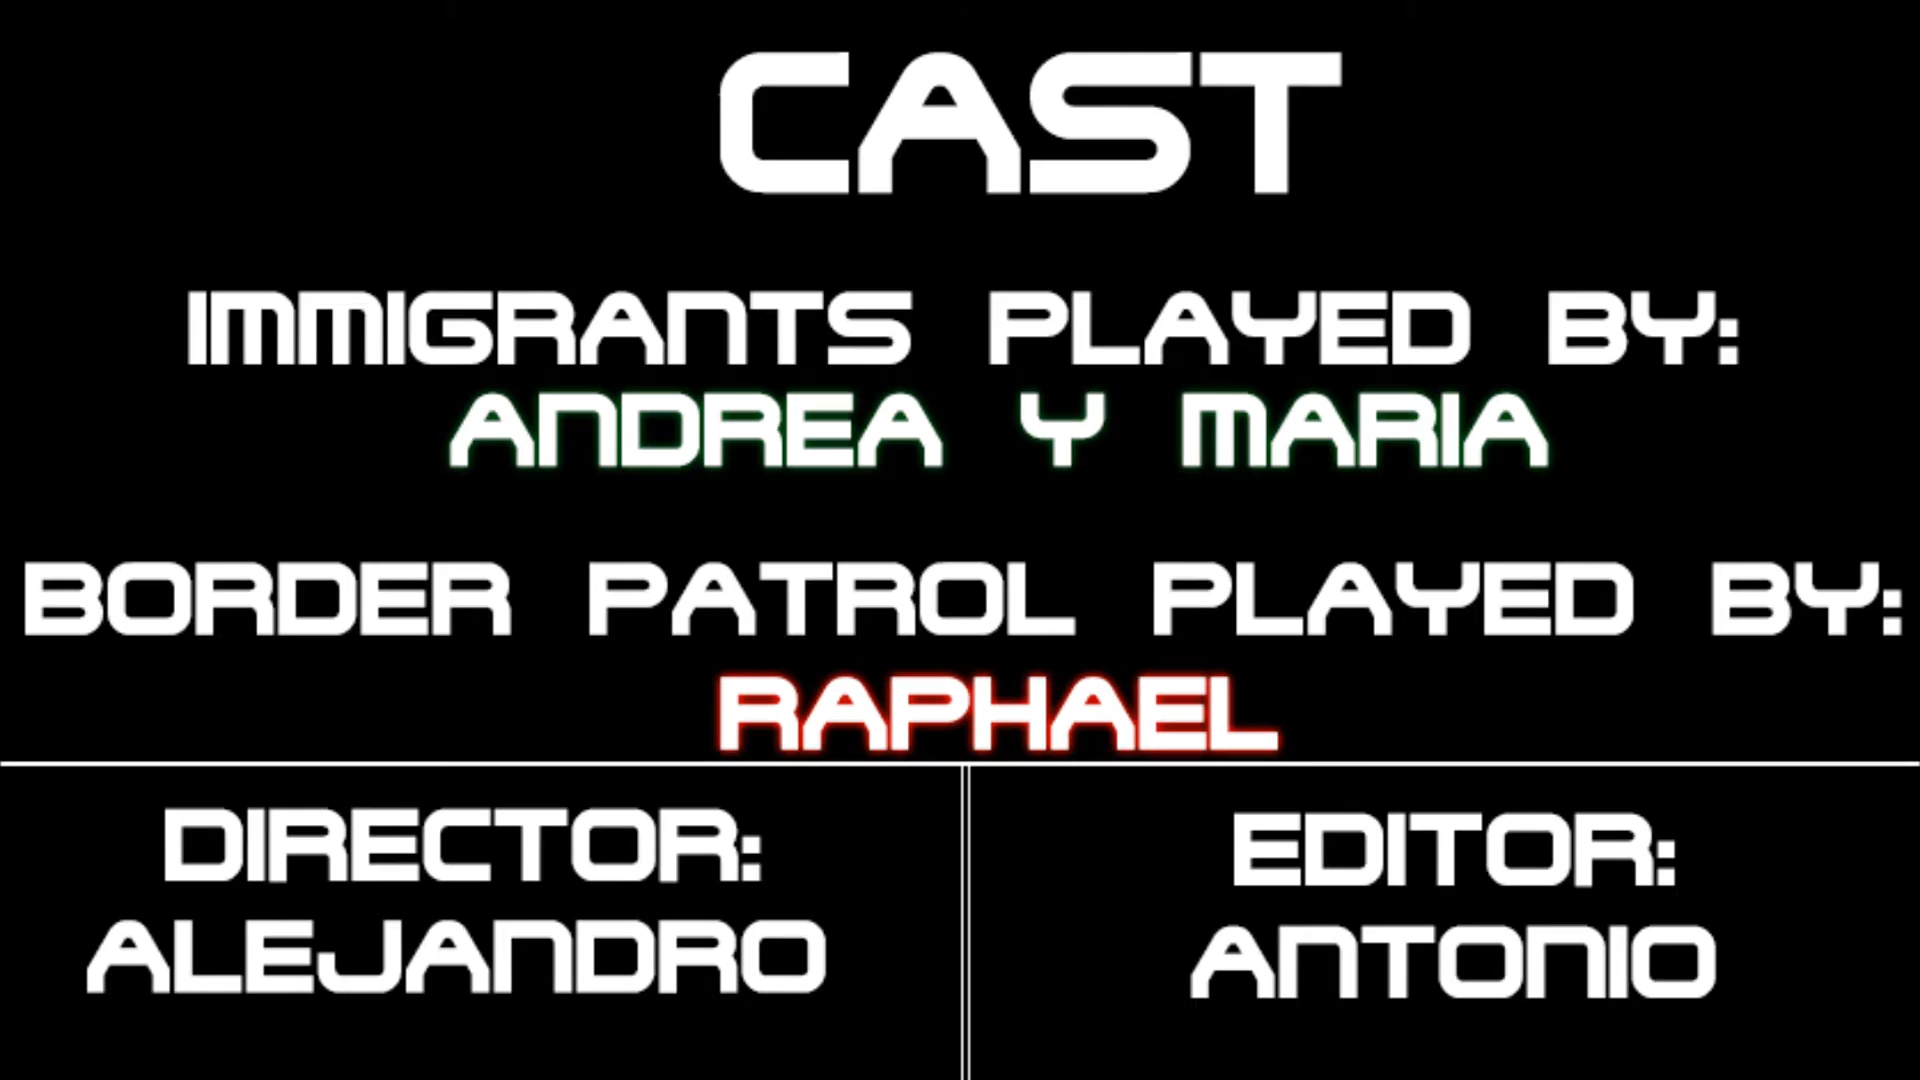 CAST
IMMIGRANTS PLAYED BY:
ANDREA Y MARIA
BORDER PATROL PLAYED BY:
RAPHAEL
DIRECTOR:
ALEJANDRO
EDITOR:
ANTONIO